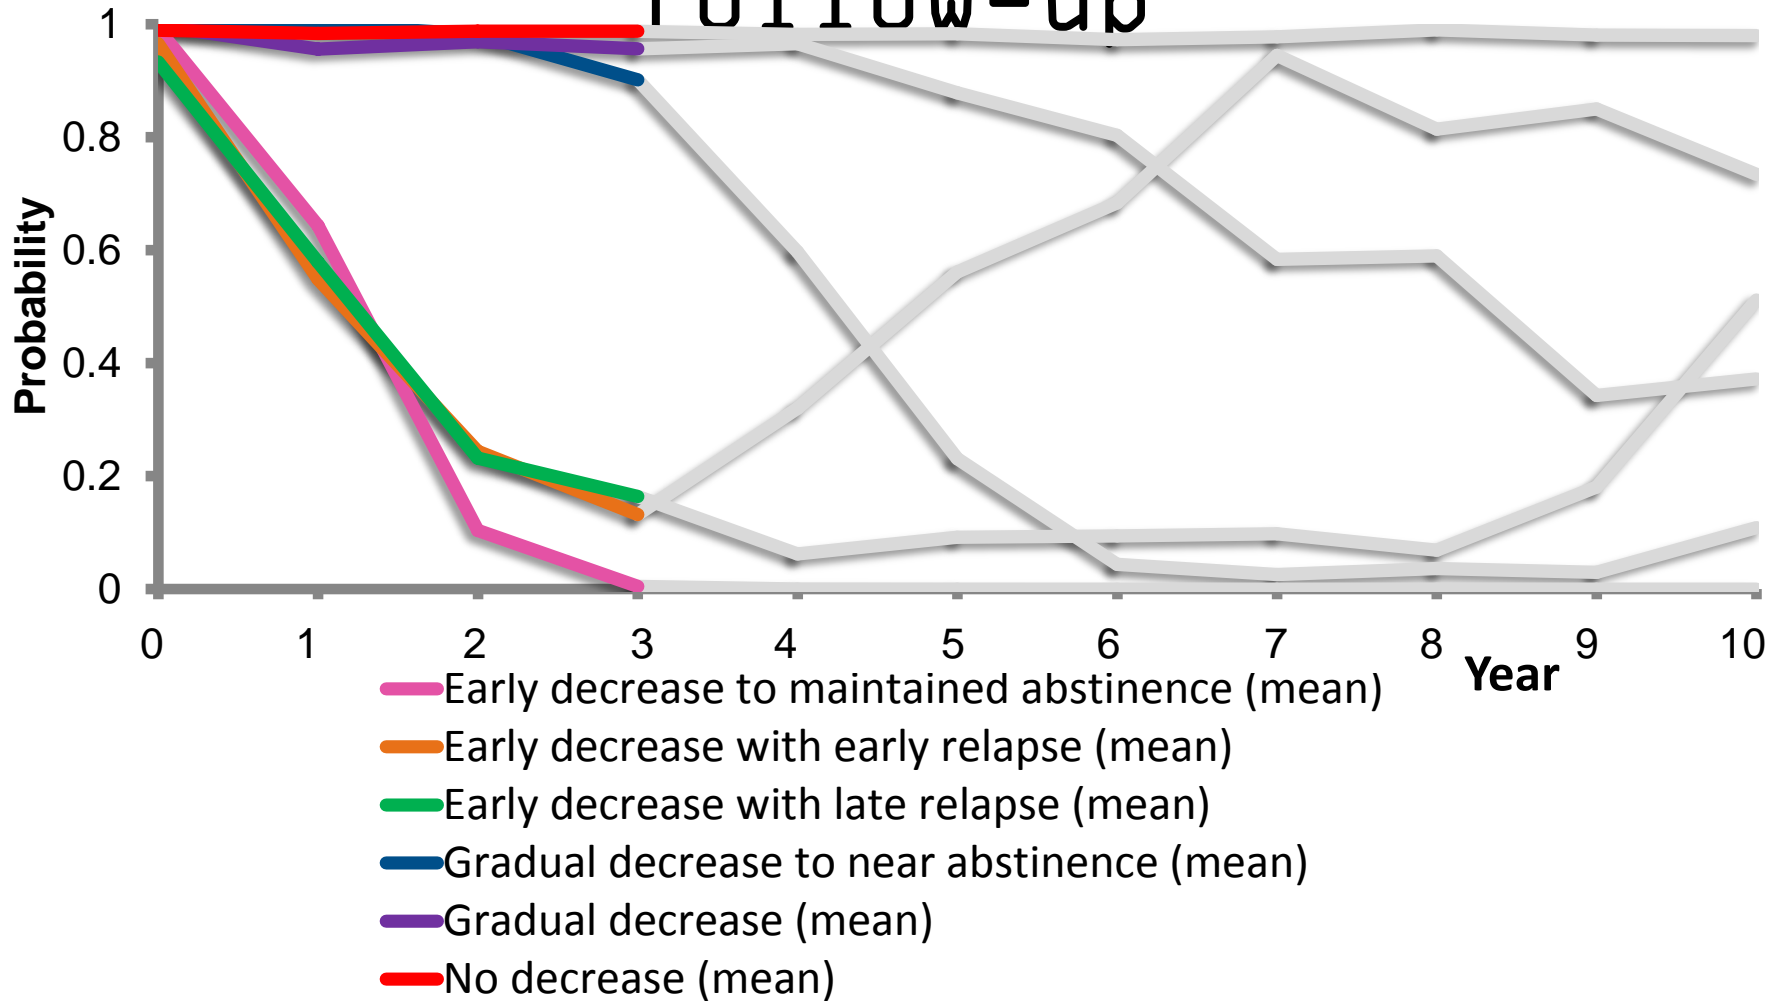 follow-up
1
0.8
0.6
0.4
0.2
0
Probability
0 1 2 3 4 5 6 7 8 9 10
Year
Early decrease to maintained abstinence (mean)
Early decrease with early relapse (mean)
Early decrease with late relapse (mean)
Gradual decrease to near abstinence (mean)
Gradual decrease (mean)
No decrease (mean)